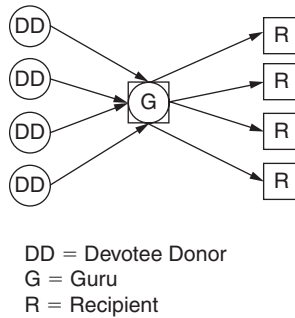 DD
R
DD
R
G
DD
R
DD
R
DD = Devotee Donor
G = Guru
R = Recipient